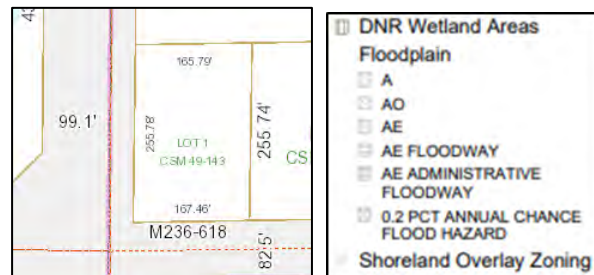 165.79'
99.1'
255.78'
LOT 1
CSM 49-143
255 74'
CS
167.46'
M236-618
82.5'
DNR Wetland Areas
Floodplain
A
AO
AE
AE FLOODWAY
AE ADMINISTRATIVE
FLOODWAY
0.2 PCT ANNUAL CHANCE
FLOOD HAZARD
Shoreland Overlay Zoning